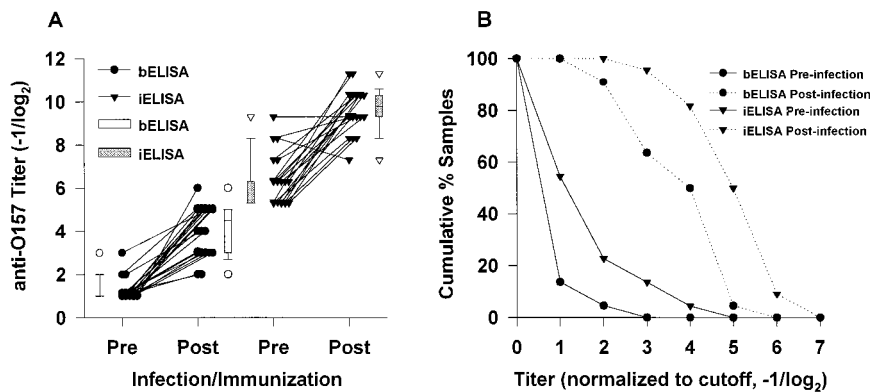 A
anti-O157 Titer (-1/log2)
12
10
8
6
4
2
0
bELISA
iELISA
bELISA
iELISA
Pre
Post
Pre
Post
Infection/Immunization
B
Cumulative % Samples
100
80
60
40
20
0
bELISA Pre-infection
bELISA Post-infection
iELISA Pre-infection
iELISA Post-infection
0 1 2 3 4 5 6 7
Titer (normalized to cutoff, -1/log2)